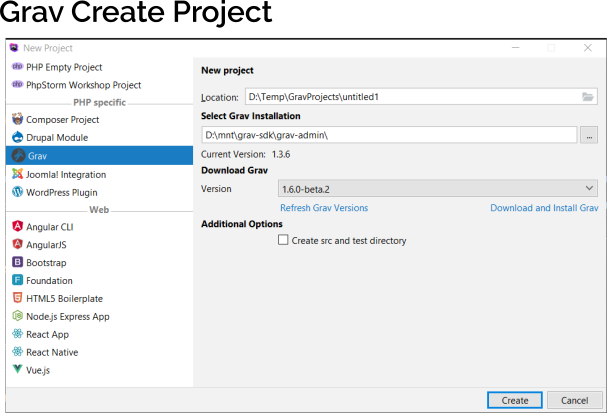 Grav Create Project
New Project
PHP Empty Project
PhpStorm Workshop Project
PHP specific
Composer Project
Drupal Module
Grav
Joomla! Integration
WordPress Plugin
Web
Angular CLI
AngularJS
Bootstrap
Foundation
HTML5 Boilerplate
Node.js Express App
React App
React Native
Vue.js
New project
Location: D:\Temp\GravProjects\untitled1
Select Grav Installation
D:\mnt\grav-sdk\grav-admin\ ...
Current Version: 1.3.6
Download Grav
Version 1.6.0-beta.2
Refresh Grav Versions Download and Install Grav
Additional Options
Create src and test directory
Create Cancel